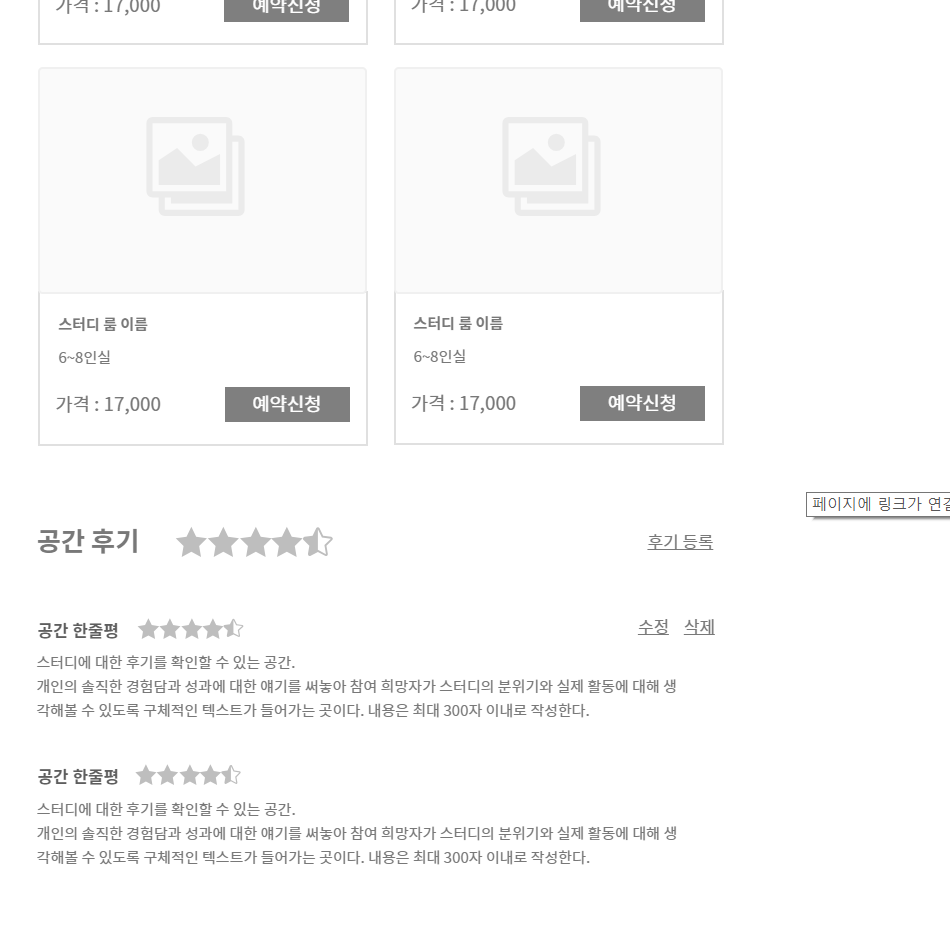 가격 : 17,000 예약신청 가격 : 17,000 예약신청
스터디 룸 이름 스터디 룸 이름
6~8인실 6~8인실
가격 : 17,000 예약신청 가격 : 17,000 예약신청
페이지에 링크가
공간 후기 후기 등록
공간 한줄평 수정 삭제
스터디에 대한 후기를 확인할 수 있는 공간.
개인의 솔직한 경험담과 성과에 대한 얘기를 써놓아 참여 희망자가 스터디의 분위기와 실제 활동에 대해 생
각해볼 수 있도록 구체적인 텍스트가 들어가는 곳이다. 내용은 최대 300자 이내로 작성한다.
공간 한줄평
스터디에 대한 후기를 확인할 수 있는 공간.
개인의 솔직한 경험담과 성과에 대한 얘기를 써놓아 참여 희망자가 스터디의 분위기와 실제 활동에 대해 생
각해볼 수 있도록 구체적인 텍스트가 들어가는 곳이다. 내용은 최대 300자 이내로 작성한다.